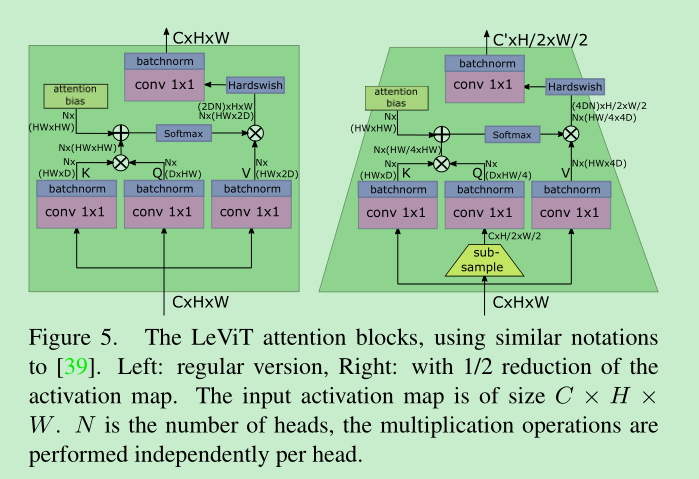 CxHxW
batchnorm
conv 1x1
Hardswish
attention
bias
(2DN)xHxW
Nx(HWx2D)
Nx
(HWxHW)
Softmax
Nx(HWxHW)
Nx
(HWxD)
K
Q
Nx
(DxHW)
V
Nx
(HWx2D)
batchnorm
conv 1x1
batchnorm
conv 1x1
batchnorm
conv 1x1
CxHxW
C'xH/2xW/2
batchnorm
conv 1x1
Hardswish
attention
bias
(4DN)xH/2xW/2
Nx(HW/4x4D)
Nx
(HWxHW)
Softmax
Nx(HW/4xHW)
Nx
(HWxD)
K
Q
Nx
(DxHW/4)
V
Nx(HWx4D)
batchnorm
conv 1x1
batchnorm
conv 1x1
batchnorm
conv 1x1
CxH/2xW/2
sub-
sample
CxHxW
Figure 5. The LeViT attention blocks, using similar notations
to [39]. Left: regular version, Right: with 1/2 reduction of the
activation map. The input activation map is of size C × H ×
W. N is the number of heads, the multiplication operations are
performed independently per head.